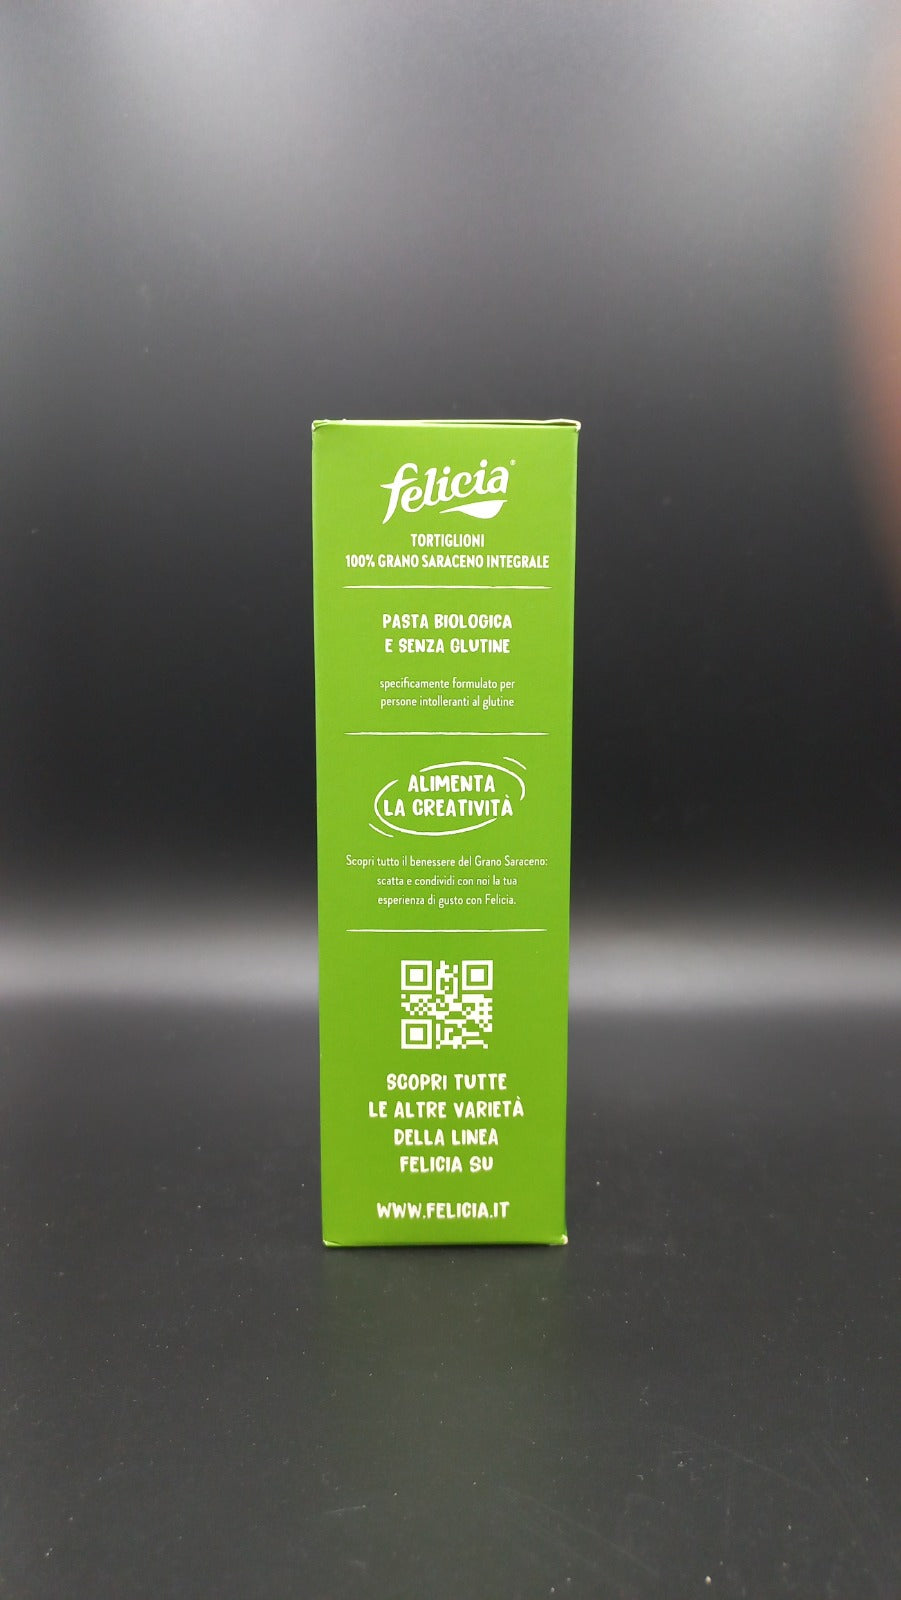 felicia®
TORTIGLIONI
100% GRANO SARACENO INTEGRALE
PASTA BIOLOGICA
E SENZA GLUTINE
specificamente formulato per
persone intolleranti al glutine
ALIMENTA
LA CREATIVITÀ
Scopri tutto il benessere del Grano Saraceno:
scatta e condividi con noi la tua
esperienza di gusto con Felicia.
SCOPRI TUTTE
LE ALTRE VARIETÀ
DELLA LINEA
FELICIA SU
WWW.FELICIA.IT